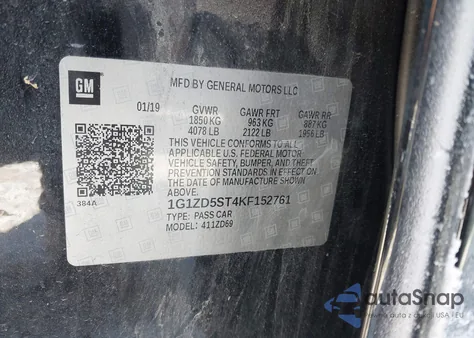 GM
MFD BY GENERAL MOTORS LLC
01/19 GVWR GAWR FRT GAWR RR
1850 KG 963 KG 887 KG
4078 LB 2122 LB 1956 LB
THIS VEHICLE CONFORMS TO ALL
APPLICABLE U.S. FEDERAL MOTOR
VEHICLE SAFETY, BUMPER, AND THEFT
PREVENTION STANDARDS IN EFFECT ON
THE DATE OF MANUFACTURE SHOWN
ABOVE.
384A
1G1ZD5ST4KF152761
TYPE: PASS CAR
MODEL: 411ZD69
autaSnap